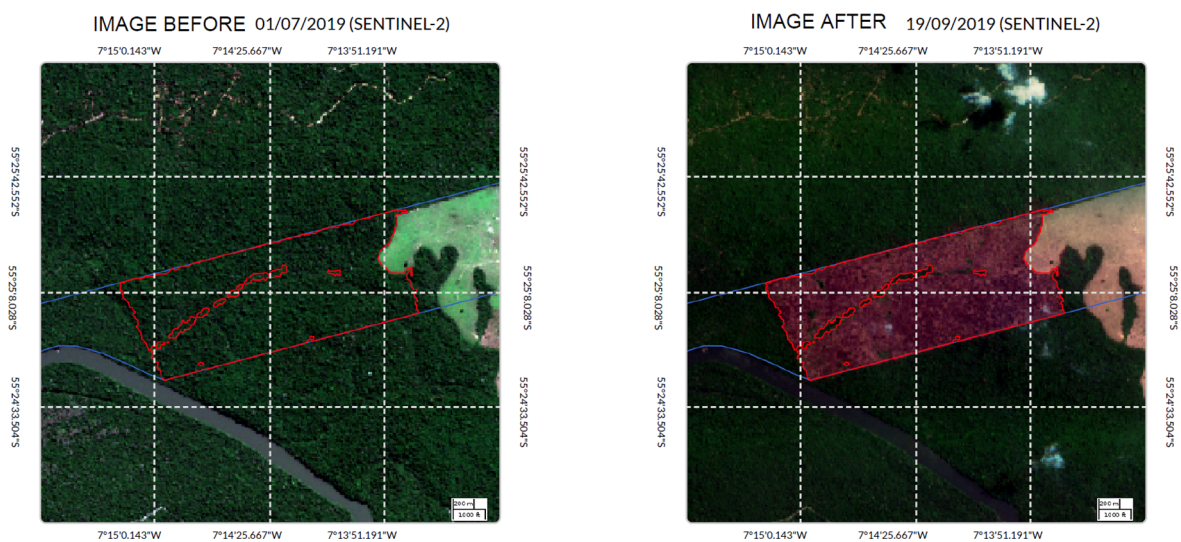 IMAGE BEFORE 01/07/2019 (SENTINEL-2)
7°15'0.143"W 7°14'25.667"W 7°13'51.191"W
55°25'42.552"S
55°25'8.028"S
55°24'33.504"S
55°25'42.552"S
55°25'8.028"S
55°24'33.504"S
200 m
1000 ft
7°15'0.143"W 7°14'25.667"W 7°13'51.191"W
IMAGE AFTER 19/09/2019 (SENTINEL-2)
7°15'0.143"W 7°14'25.667"W 7°13'51.191"W
55°25'42.552"S
55°25'8.028"S
55°24'33.504"S
55°25'42.552"S
55°25'8.028"S
55°24'33.504"S
200 m
1000 ft
7°15'0.143"W 7°14'25.667"W 7°13'51.191"W